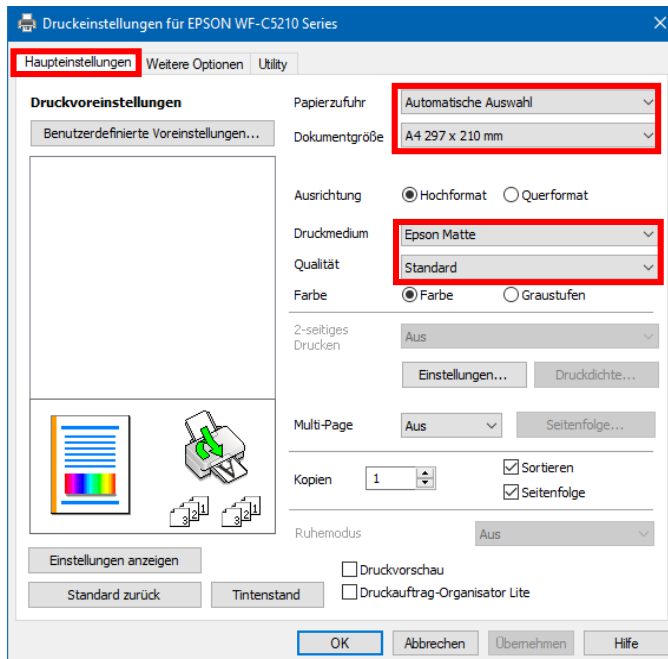 Druckeinstellungen für EPSON WF-C5210 Series
Haupteinstellungen Weitere Optionen Utility
Druckvoreinstellungen
Benutzerdefinierte Voreinstellungen...
Papierzufuhr Automatische Auswahl
Dokumentgröße A4 297 x 210 mm
Ausrichtung Hochformat Querformat
Druckmedium Epson Matte
Qualität Standard
Farbe Farbe Graustufen
2-seitiges
Drucken
Aus
Einstellungen... Druckdichte...
Multi-Page Aus Seitenfolge...
Kopien 1 Sortieren
Seitenfolge
321 321
Ruhemodus Aus
Einstellungen anzeigen Druckvorschau
Standard zurück Tintenstand Druckauftrag-Organisator Lite
OK Abbrechen Übernehmen Hilfe